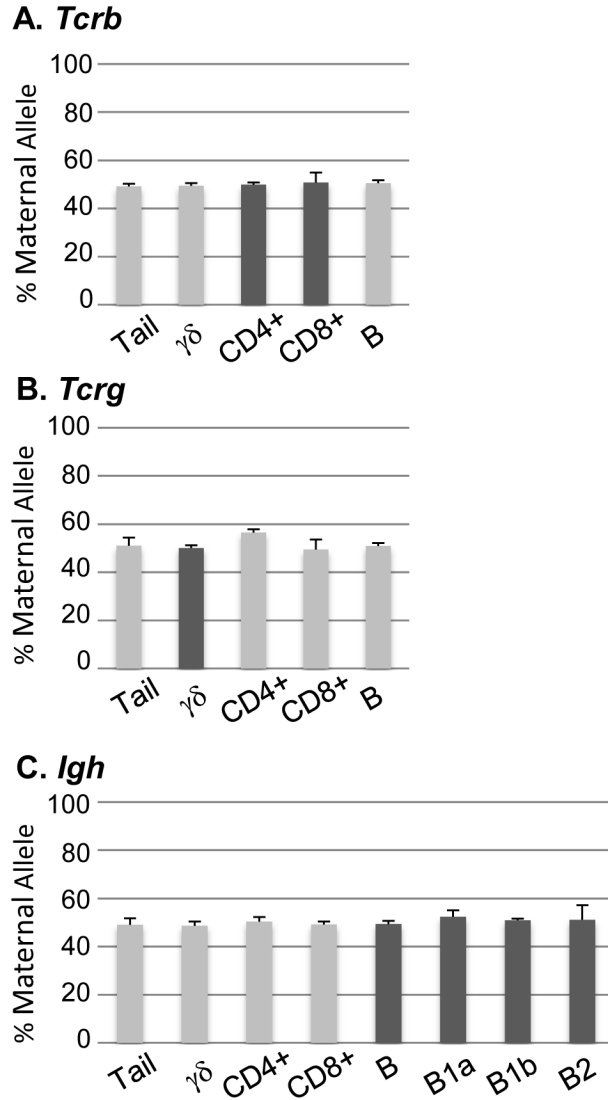 A. Tcrb
% Maternal Allele
100
80
60
40
20
0
Tail γδ CD4+ CD8+ B
B. Tcrg
% Maternal Allele
100
80
60
40
20
0
Tail γδ CD4+ CD8+ B
C. Igh
% Maternal Allele
100
80
60
40
20
0
Tail γδ CD4+ CD8+ B B1a B1b B2